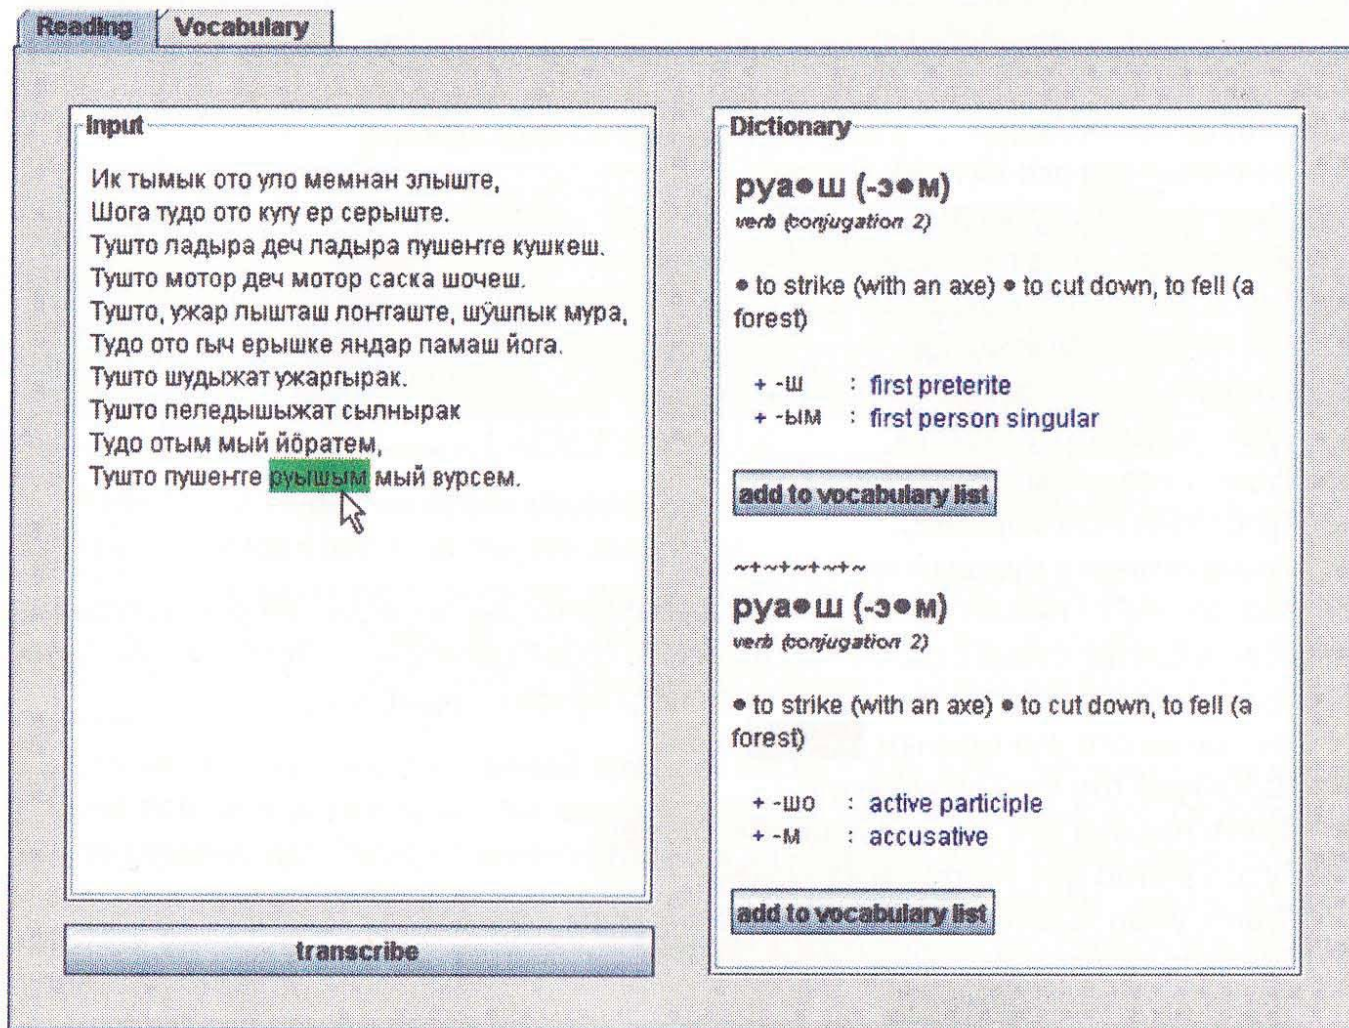 Reading
Vocabulary
Input
Ик тымык ото уло мемнан элыште,
Шога тудо ото кугу ер серыште.
Тушто ладыра деч ладыра пушеҥге кушкеш.
Тушто мотор деч мотор саска шочеш.
Тушто, ужар лышташ лоҥгаште, шӱшпык мура,
Тудо ото гыч ерышке яндар памаш йога.
Тушто шудыжат ужаргырак.
Тушто пеледышыжат сылнырак
Тудо отым мый йӧратем,
Тушто пушеҥге руышым мый вурсем.
transcribe
Dictionary
руа●ш (-э●м)
verb (conjugation 2)
● to strike (with an axe) ● to cut down, to fell (a
forest)
+ -ш : first preterite
+ -ым : first person singular
add to vocabulary list
~+~+~+~+~
руа●ш (-э●м)
verb (conjugation 2)
● to strike (with an axe) ● to cut down, to fell (a
forest)
+ -шо : active participle
+ -м : accusative
add to vocabulary list